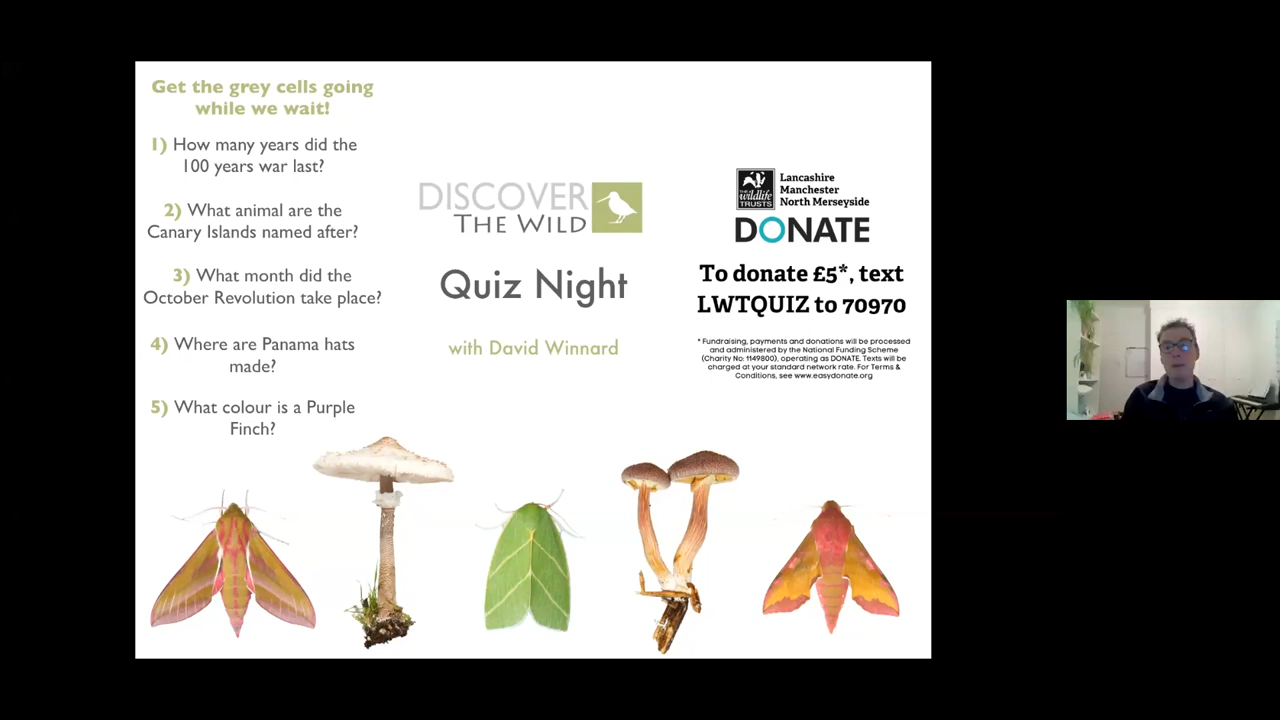 Get the grey cells going
while we wait!
1) How many years did the
100 years war last?
2) What animal are the
Canary Islands named after?
3) What month did the
October Revolution take place?
4) Where are Panama hats
made?
5) What colour is a Purple
Finch?
DISCOVER
THE WILD
Quiz Night
with David Winnard
THE
wildlife
TRUSTS
Lancashire
Manchester
North Merseyside
DONATE
To donate £5*, text
LWTQUIZ to 70970
* Fundraising, payments and donations will be processed
and administered by the National Funding Scheme
(Charity No: 1149800), operating as DONATE. Texts will be
charged at your standard network rate. For Terms &
Conditions, see www.easydonate.org